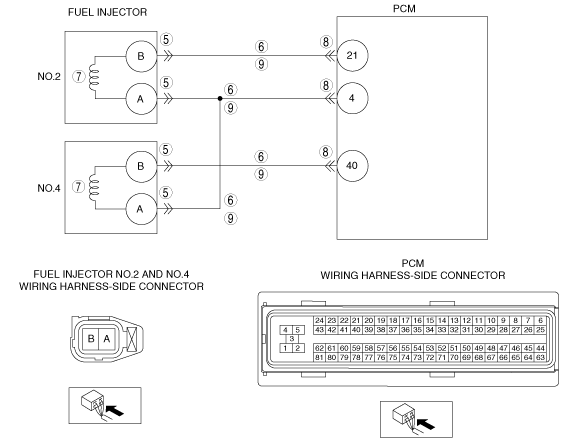 FUEL INJECTOR
PCM
5
6
9
8
B
21
NO.2
7
5
6
9
8
A
4
5
6
9
8
B
40
NO.4
7
5
6
9
A
FUEL INJECTOR NO.2 AND NO.4
WIRING HARNESS-SIDE CONNECTOR
B A
PCM
WIRING HARNESS-SIDE CONNECTOR
24 23 22 21 20 19 18 17 16 15 14 13 12 11 10 9 8 7 6
4 5 43 42 41 40 39 38 37 36 35 34 33 32 31 30 29 28 27 26 25
3
1 2 62 61 60 59 58 57 56 55 54 53 52 51 50 49 48 47 46 45 44
81 80 79 78 77 76 75 74 73 72 71 70 69 68 67 66 65 64 63